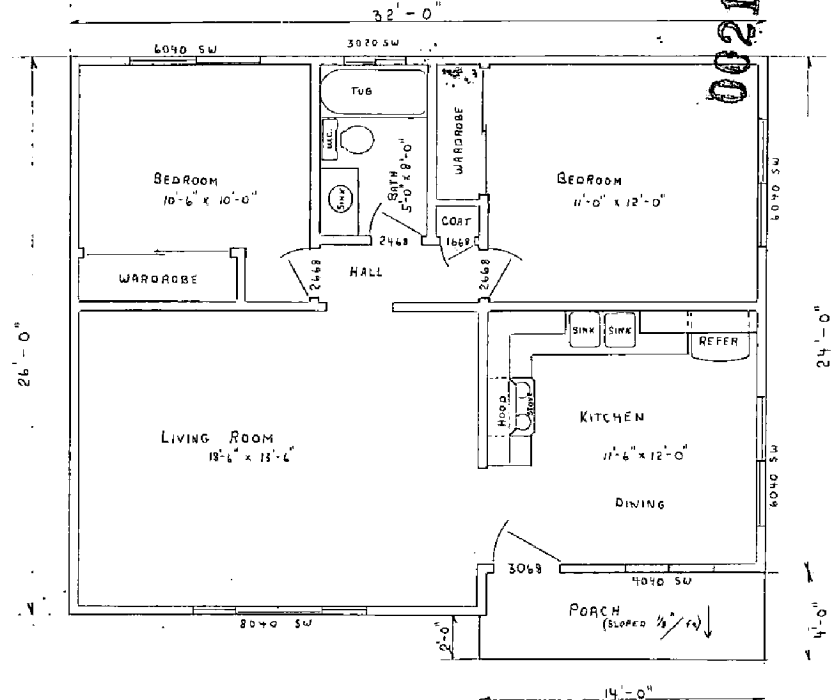 32'-0"
0021
6040 SW
3020 SW
TUB
W.C.
SINK
BATH
5'-0" x 8'-0"
WARDROBE
BEDROOM
10'-6" x 10'-0"
BEDROOM
11'-0" x 12'-0"
6040 SW
COAT
2468
1668
WARDROBE
2668
HALL
2668
26'-0"
24'-0"
SINK
SINK
REFER
HOOD
STOVE
KITCHEN
11'-6" x 12'-0"
LIVING ROOM
18'-6" x 13'-6"
6040 SW
DINING
3068
4040 SW
8040 SW
PORCH
(SLOPED 1/8"/ft)
2'-0"
4'-0"
14'-0"